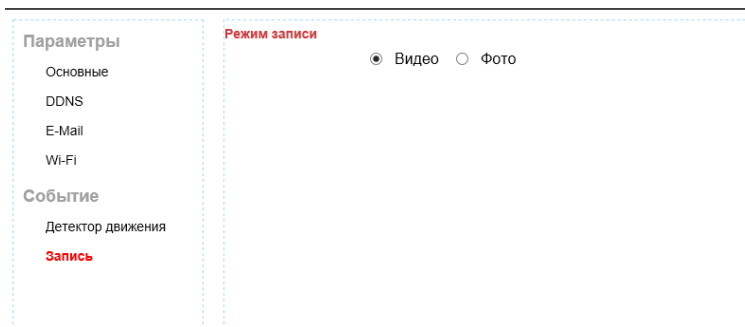 Параметры
Основные
DDNS
E-Mail
Wi-Fi
Событие
Детектор движения
Запись
Режим записи
Видео Фото